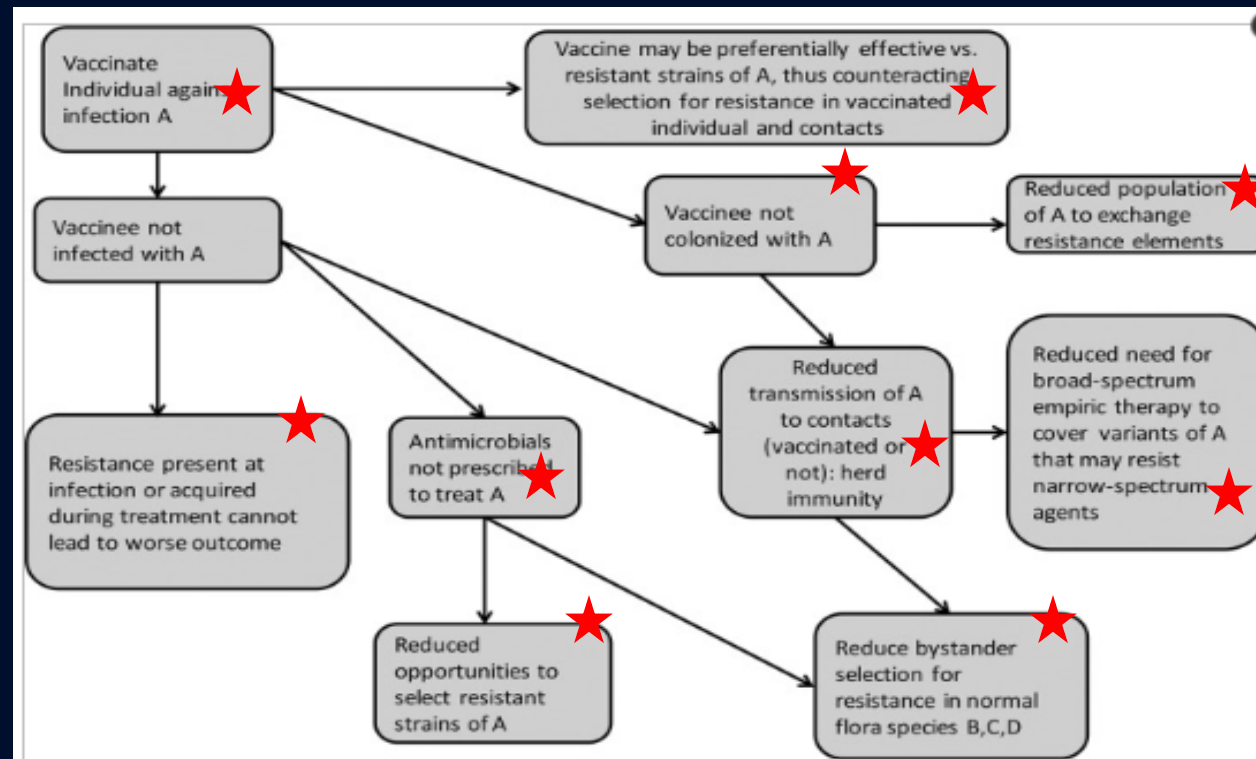 Vaccinate
Individual against
infection A
Vaccine may be preferentially effective vs.
resistant strains of A, thus counteracting
selection for resistance in vaccinated
individual and contacts
Vaccinee not
infected with A
Vaccinee not
colonized with A
Reduced population
of A to exchange
resistance elements
Resistance present at
infection or acquired
during treatment cannot
lead to worse outcome
Antimicrobials
not prescribed
to treat A
Reduced
transmission of A
to contacts
(vaccinated or
not): herd
immunity
Reduced need for
broad-spectrum
empiric therapy to
cover variants of A
that may resist
narrow-spectrum
agents
Reduced
opportunities to
select resistant
strains of A
Reduce bystander
selection for
resistance in normal
flora species B,C,D